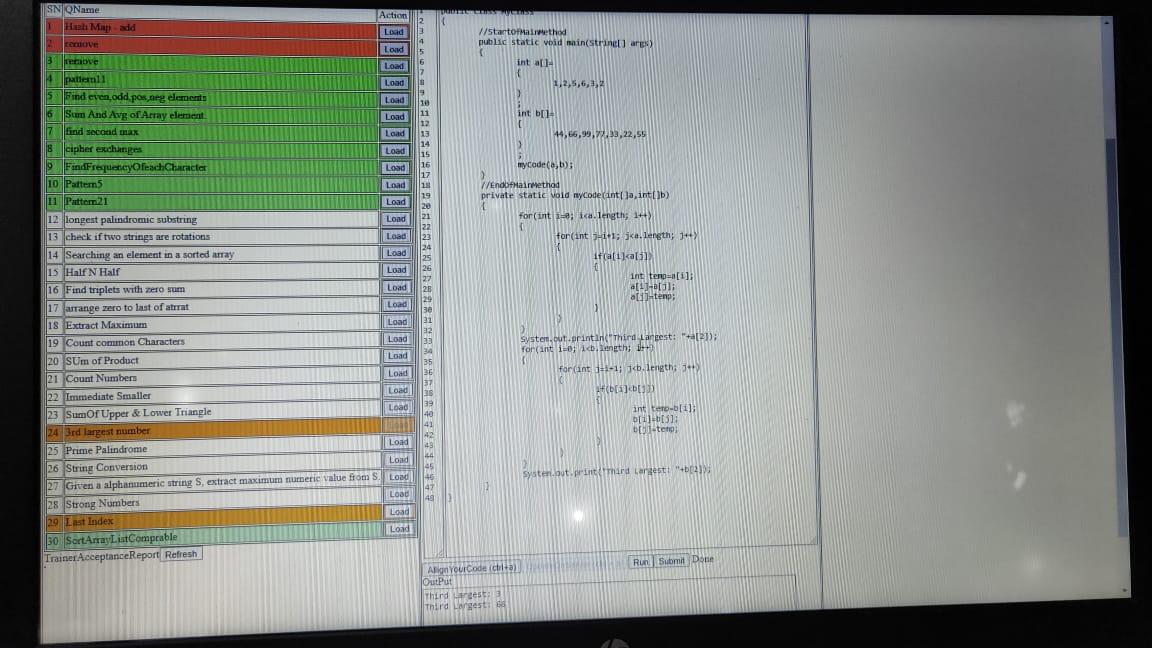 SN QName Action
1 Hash Map - add Load
2 remove Load
3 remove Load
4 pattern11 Load
5 Find even,odd,pos,neg elements Load
6 Sum And Avg of Array element Load
7 find second max Load
8 cipher exchanges Load
9 FindFrequencyOfeachCharacter Load
10 Pattern5 Load
11 Pattern21 Load
12 longest palindromic substring Load
13 check if two strings are rotations Load
14 Searching an element in a sorted array Load
15 Half N Half Load
16 Find triplets with zero sum Load
17 arrange zero to last of atrrat Load
18 Extract Maximum Load
19 Count common Characters Load
20 SUm of Product Load
21 Count Numbers Load
22 Immediate Smaller Load
23 SumOf Upper & Lower Triangle Load
24 3rd largest number
25 Prime Palindrome Load
26 String Conversion Load
27 Given a alphanumeric string S, extract maximum numeric value from S. Load
28 Strong Numbers Load
29 Last Index Load
30 SortArrayListComprable Load
TrainerAcceptanceReport Refresh
1 public class MyClass
2 {
3 //StartOfMainMethod
4 public static void main(String[] args)
5 {
6 int a[]=
7 {
8 1,2,5,6,3,2
9 }
10 ;
11 int b[]=
12 {
13 44,66,99,77,33,22,55
14 }
15 ;
16 myCode(a,b);
17 }
18 //EndOfMainMethod
19 private static void myCode(int[]a,int[]b)
20 {
21 for(int i=0; i<a.length; i++)
22 {
23 for(int j=i+1; j<a.length; j++)
24 {
25 if(a[i]<a[j])
26 {
27 int temp=a[i];
28 a[i]=a[j];
29 a[j]=temp;
30 }
31 }
32 }
33 System.out.println("Third Largest: "+a[2]);
34 for(int i=0; i<b.length; i++)
35 {
36 for(int j=i+1; j<b.length; j++)
37 {
38 if(b[i]<b[j])
39 {
40 int temp=b[i];
41 b[i]=b[j];
42 b[j]=temp;
43 }
44 }
45 }
46 System.out.print("Third Largest: "+b[2]);
47 }
48 }
AllignYourCode (ctrl+a) Run Submit Done
OutPut
Third Largest: 3
Third Largest: 66